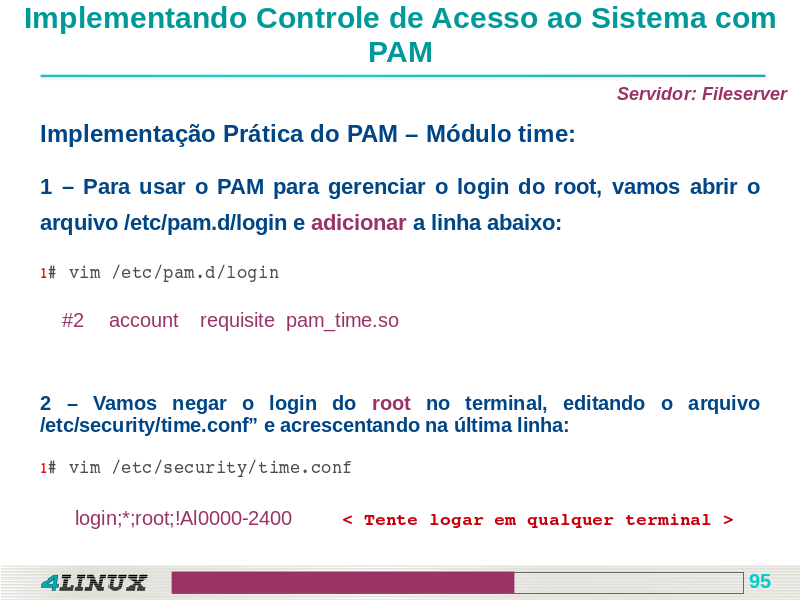 Implementando Controle de Acesso ao Sistema com
PAM
Servidor: Fileserver
Implementação Prática do PAM – Módulo time:
1 – Para usar o PAM para gerenciar o login do root, vamos abrir o
arquivo /etc/pam.d/login e adicionar a linha abaixo:
1# vim /etc/pam.d/login
#2 account requisite pam_time.so
2 – Vamos negar o login do root no terminal, editando o arquivo
/etc/security/time.conf” e acrescentando na última linha:
1# vim /etc/security/time.conf
login;*;root;!Al0000-2400 < Tente logar em qualquer terminal >
4LINUX 95